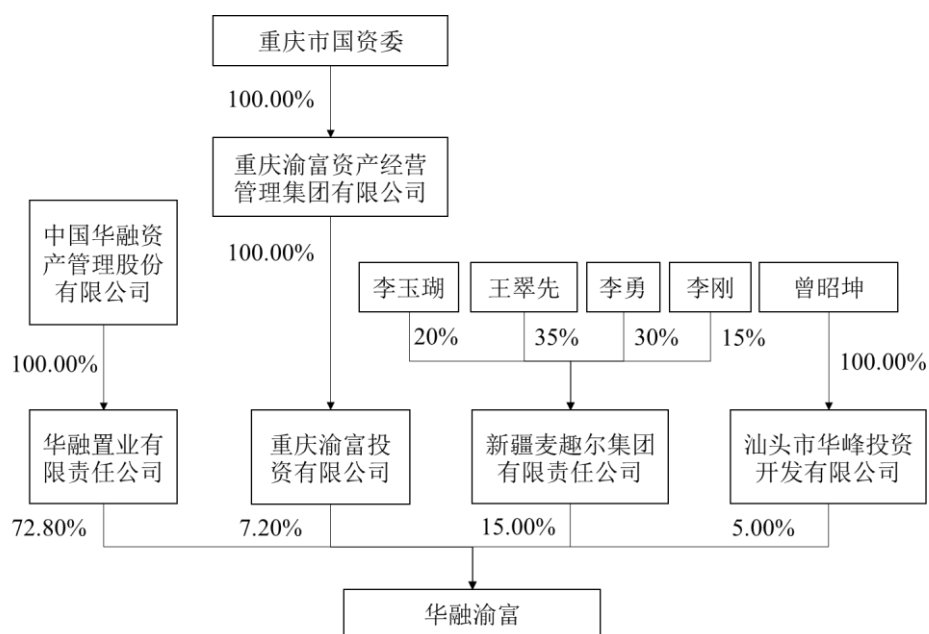 重庆市国资委
100.00%
重庆渝富资产经营
管理集团有限公司
中国华融资
产管理股份
有限公司
100.00%
李玉瑚
王翠先
李勇
李刚
曾昭坤
20%
35%
30%
15%
100.00%
100.00%
华融置业有
限责任公司
重庆渝富投
资有限公司
新疆麦趣尔集团
有限责任公司
汕头市华峰投资
开发有限公司
72.80%
7.20%
15.00%
5.00%
华融渝富